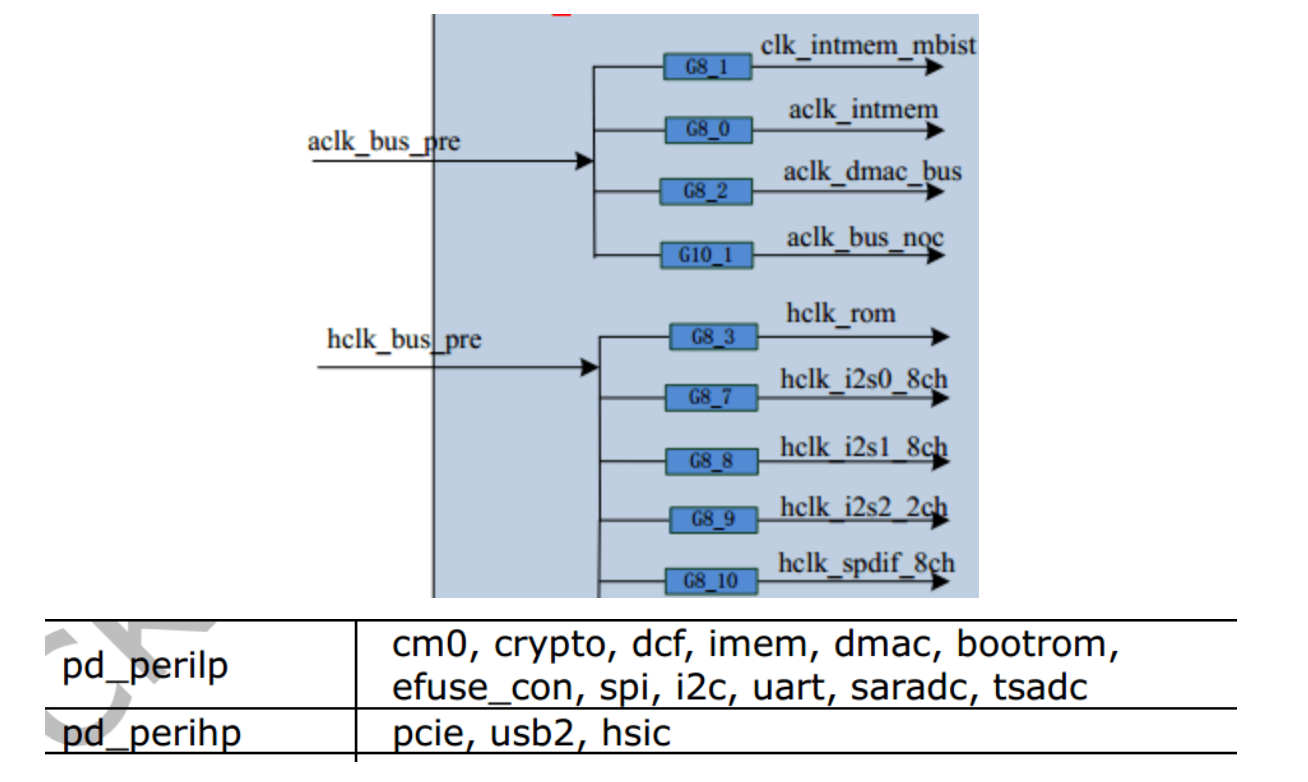 clk_intmem_mbist
G8_1
aclk_intmem
G8_0
aclk_bus_pre
aclk_dmac_bus
G8_2
aclk_bus_noc
G10_1
hclk_rom
G8_3
hclk_bus_pre
hclk_i2s0_8ch
G8_7
hclk_i2s1_8ch
G8_8
hclk_i2s2_2ch
G8_9
hclk_spdif_8ch
G8_10
pd_perilp
cm0, crypto, dcf, imem, dmac, bootrom,
efuse_con, spi, i2c, uart, saradc, tsadc
pd_perihp
pcie, usb2, hsic